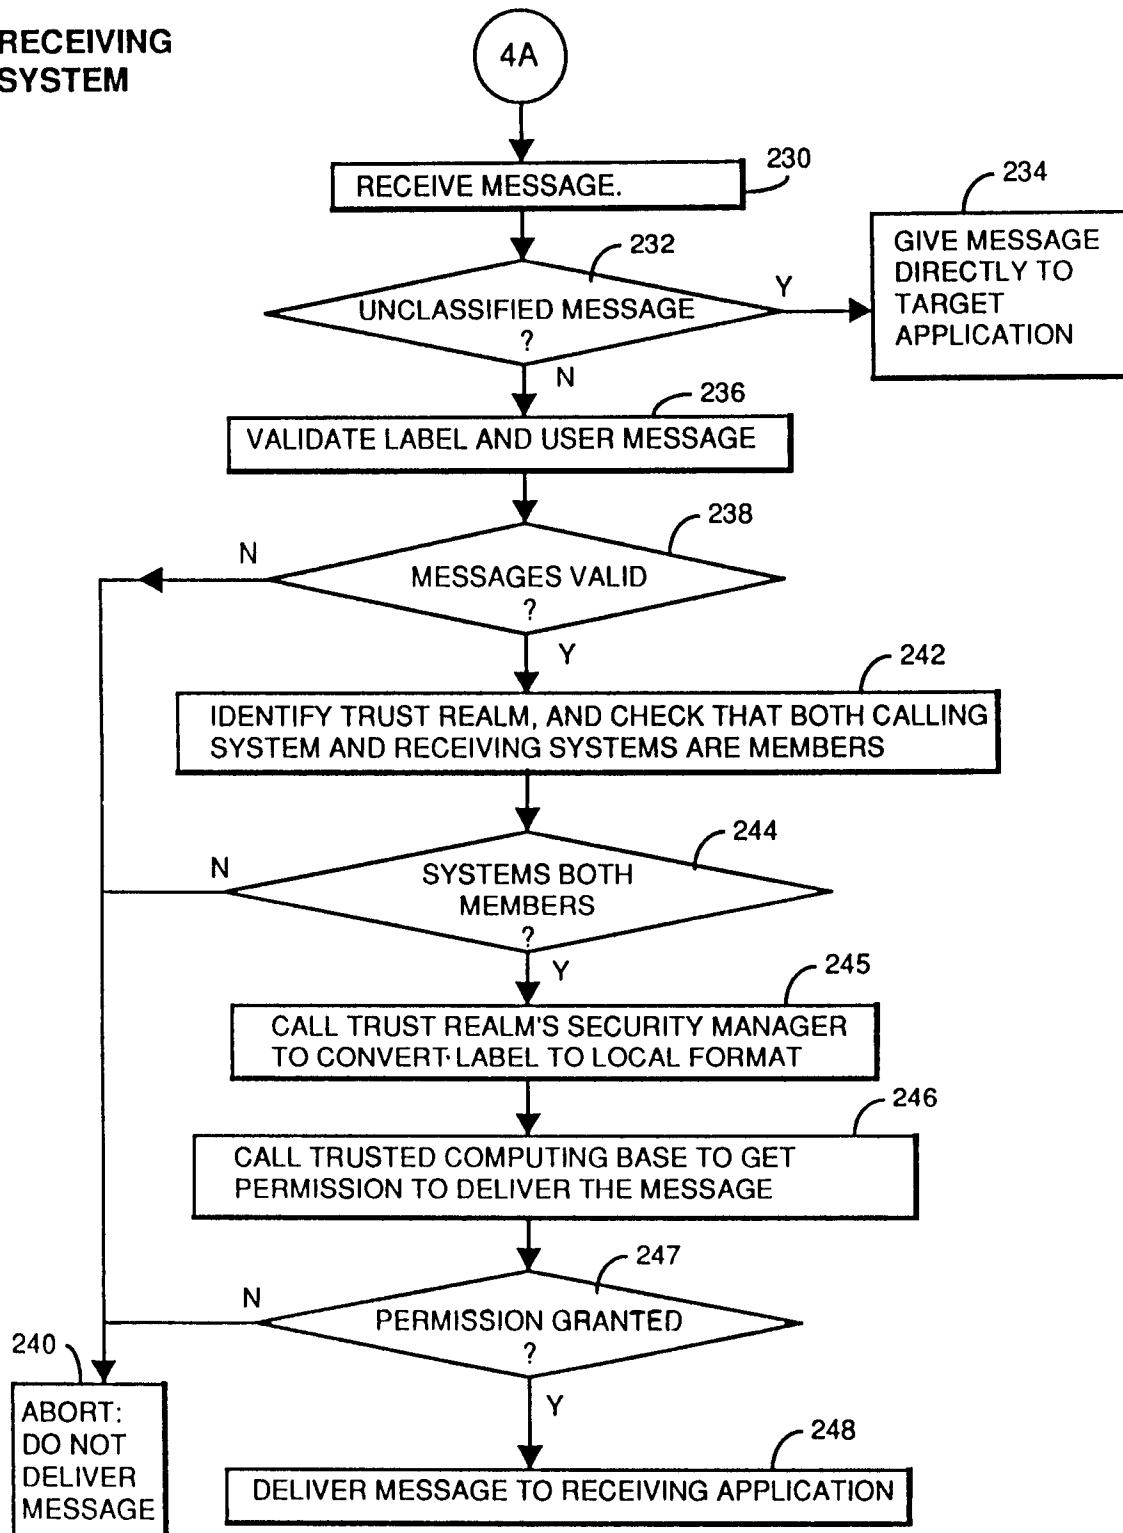 RECEIVING
SYSTEM
4A
230
RECEIVE MESSAGE.
234
232
GIVE MESSAGE
DIRECTLY TO
TARGET
APPLICATION
Y
UNCLASSIFIED MESSAGE
?
N
236
VALIDATE LABEL AND USER MESSAGE
238
N
MESSAGES VALID
?
Y
242
IDENTIFY TRUST REALM, AND CHECK THAT BOTH CALLING
SYSTEM AND RECEIVING SYSTEMS ARE MEMBERS
244
N
SYSTEMS BOTH
MEMBERS
?
Y
245
CALL TRUST REALM'S SECURITY MANAGER
TO CONVERT LABEL TO LOCAL FORMAT
246
CALL TRUSTED COMPUTING BASE TO GET
PERMISSION TO DELIVER THE MESSAGE
247
N
PERMISSION GRANTED
?
Y
240
ABORT:
DO NOT
DELIVER
MESSAGE
248
DELIVER MESSAGE TO RECEIVING APPLICATION